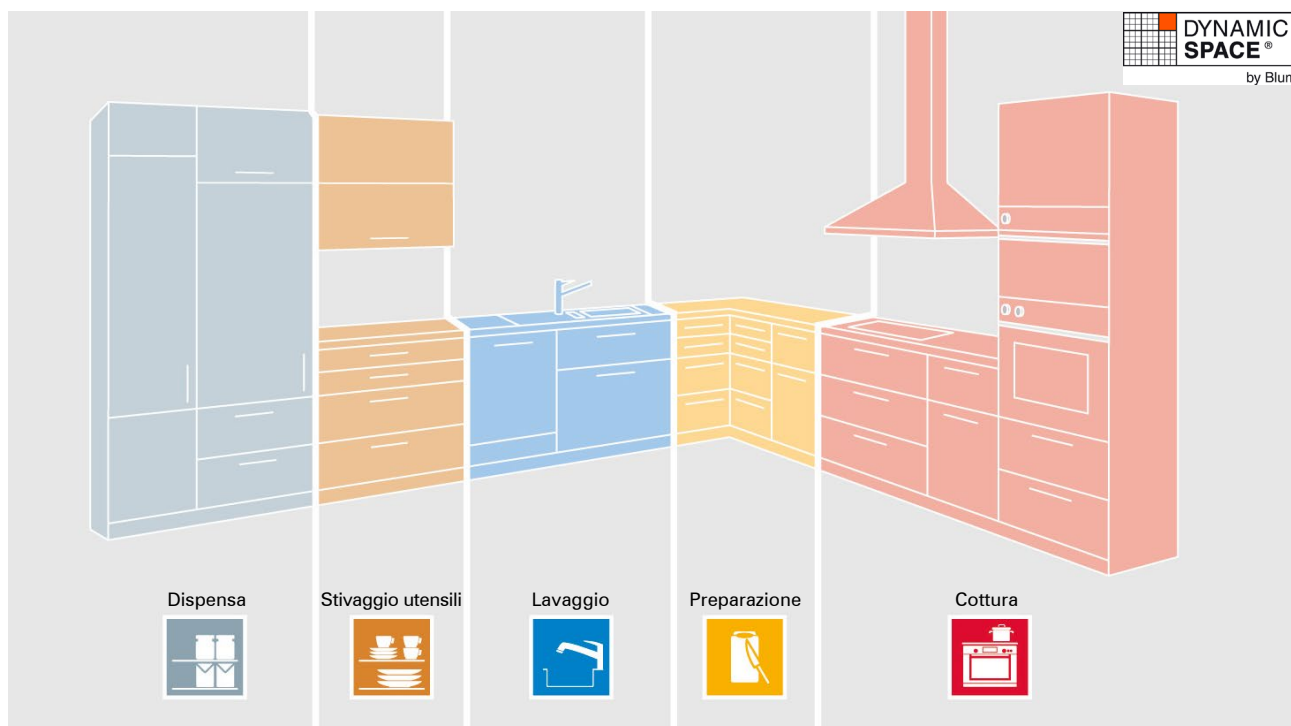 DYNAMIC
SPACE®
by Blum
Dispensa
Stivaggio utensili
Lavaggio
Preparazione
Cottura